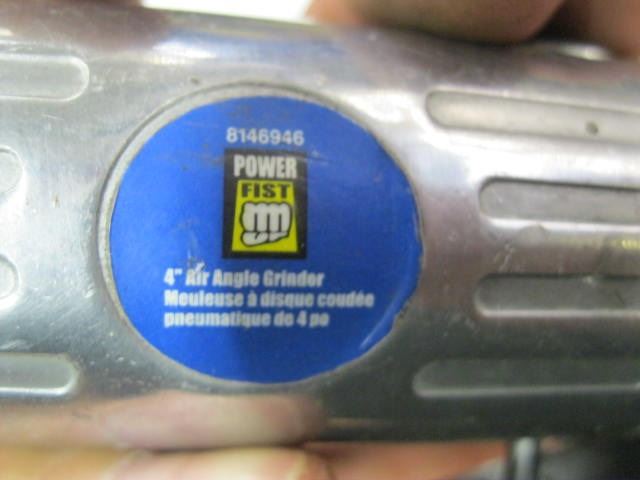 8146946
POWER
FIST
4" Air Angle Grinder
Meuleuse à disque coudée
pneumatique de 4 po